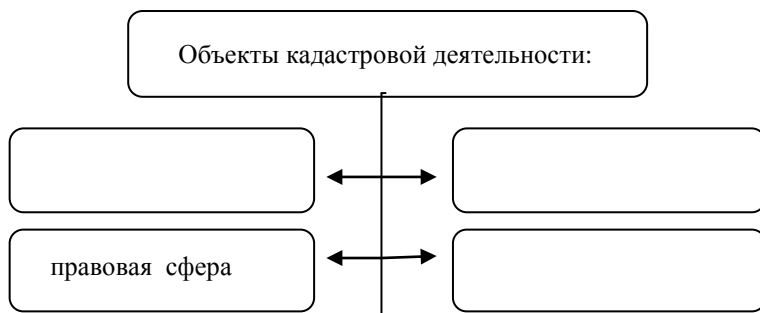 Объекты кадастровой деятельности:
правовая сфера